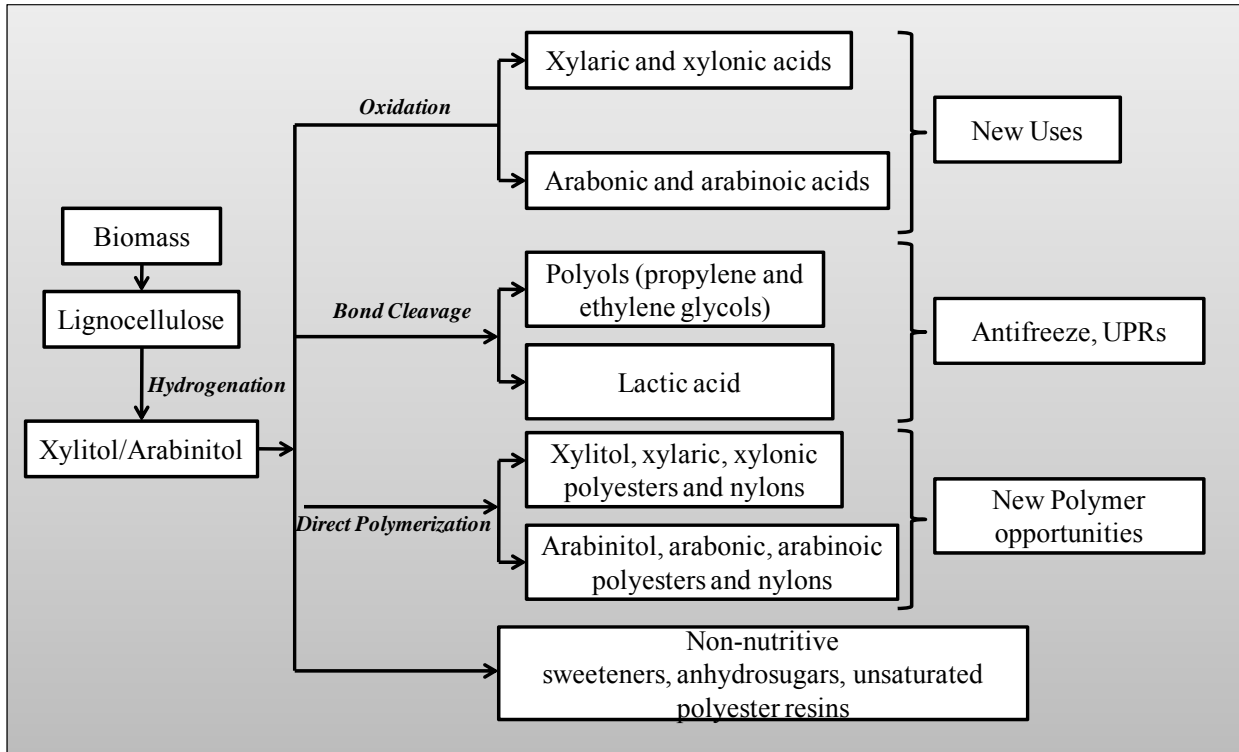 Xylaric and xylonic acids
Oxidation
New Uses
Arabonic and arabinoic acids
Biomass
Polyols (propylene and
ethylene glycols)
Lignocellulose
Bond Cleavage
Antifreeze, UPRs
Lactic acid
Hydrogenation
Xylitol/Arabinitol
Xylitol, xylaric, xylonic
polyesters and nylons
Direct Polymerization
New Polymer
opportunities
Arabinitol, arabonic, arabinoic
polyesters and nylons
Non-nutritive
sweeteners, anhydrosugars, unsaturated
polyester resins